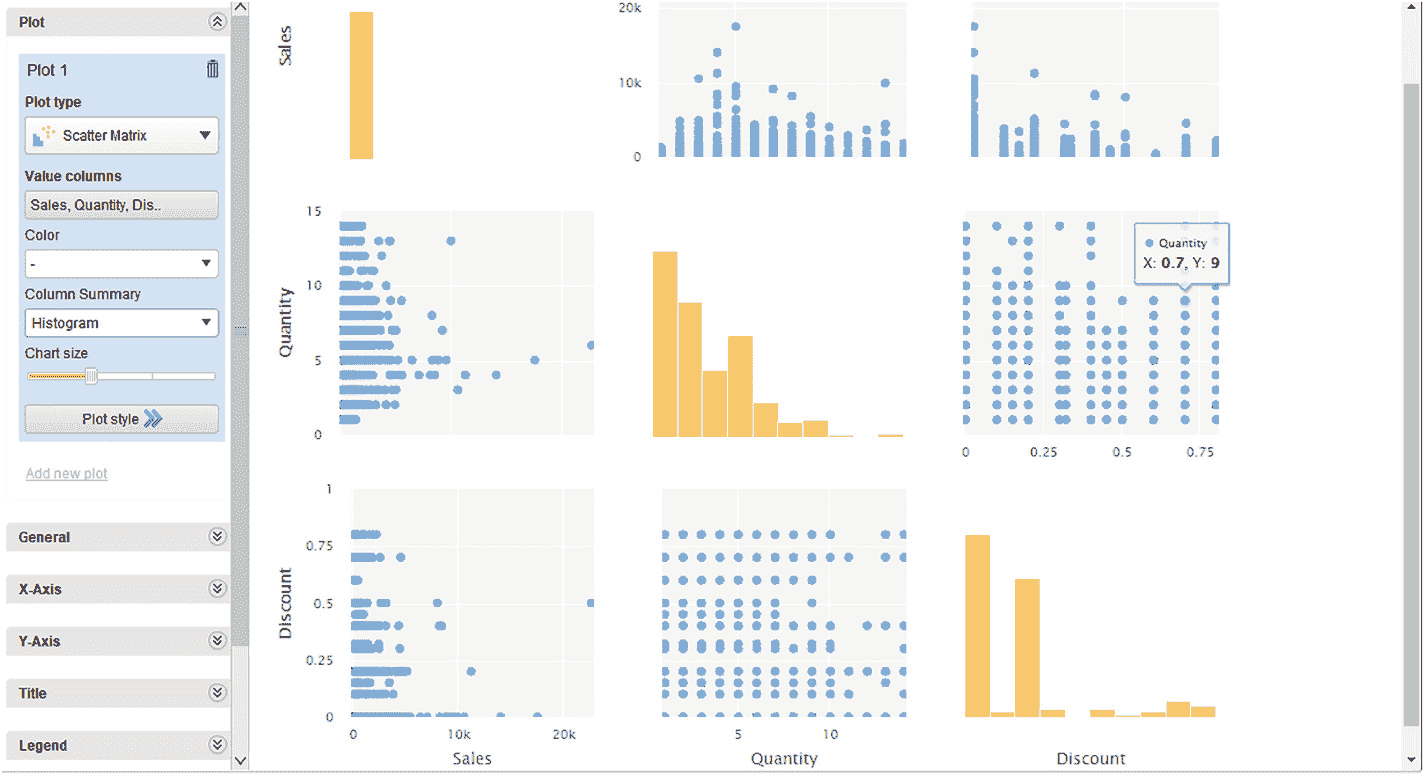 Plot
Plot 1
Plot type
Scatter Matrix
Value columns
Sales, Quantity, Dis..
Color
-
Column Summary
Histogram
Chart size
Plot style
Add new plot
General
X-Axis
Y-Axis
Title
Legend
Sales
20k
10k
0
Quantity
15
10
5
0
Quantity
X: 0.7, Y: 9
0 0.25 0.5 0.75
Discount
1
0.75
0.5
0.25
0
0 10k 20k
5 10
Sales Quantity Discount